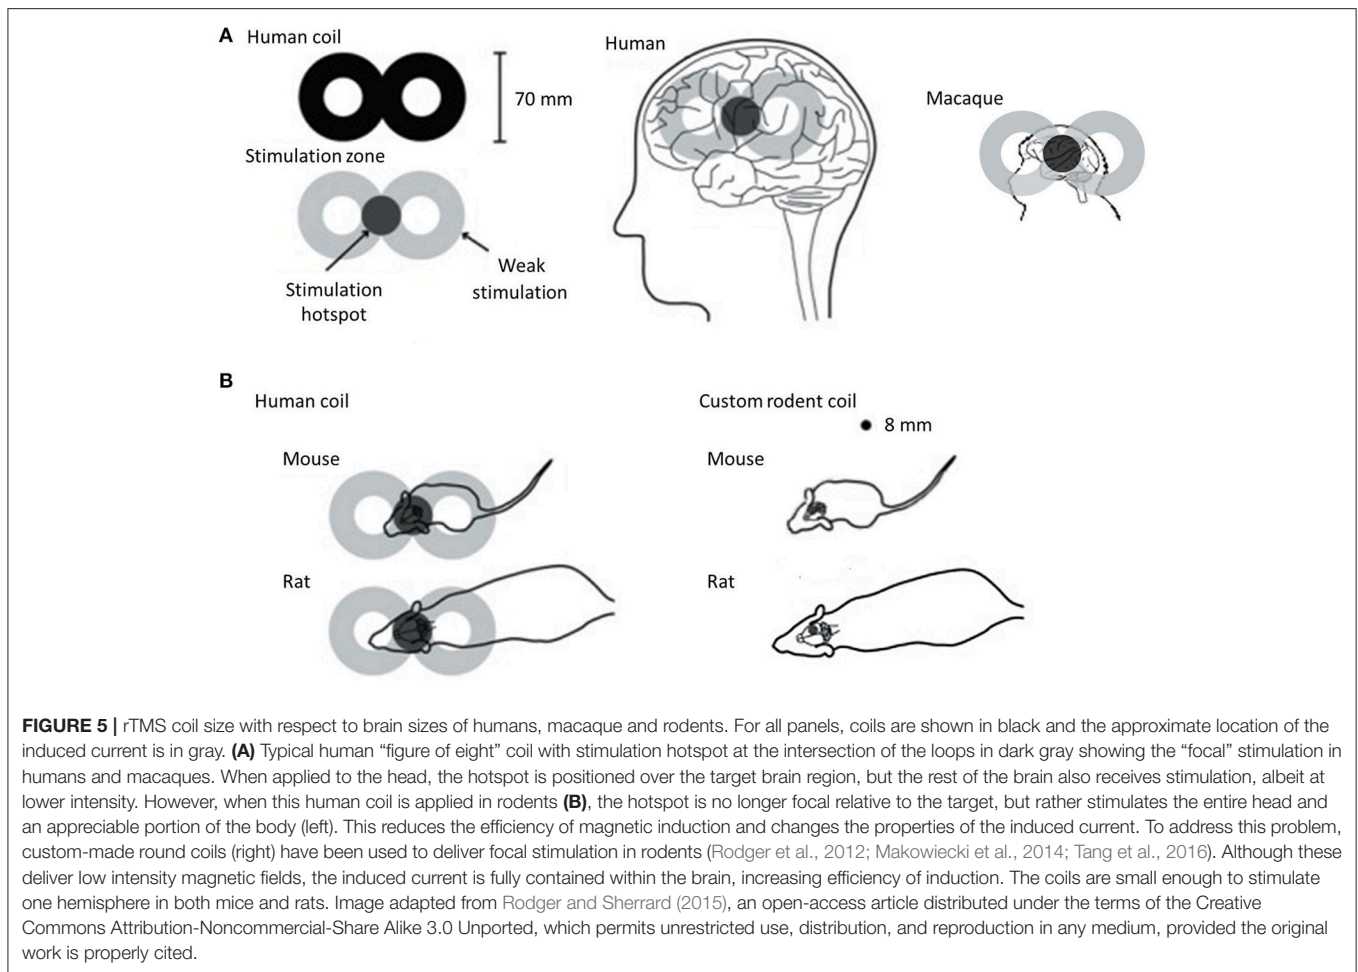 A
Human coil
70 mm
Stimulation zone
Stimulation
hotspot
Weak
stimulation
Human
Macaque
B
Human coil
Mouse
Rat
Custom rodent coil
8 mm
Mouse
Rat
FIGURE 5 | rTMS coil size with respect to brain sizes of humans, macaque and rodents. For all panels, coils are shown in black and the approximate location of the
induced current is in gray. (A) Typical human “figure of eight” coil with stimulation hotspot at the intersection of the loops in dark gray showing the “focal” stimulation in
humans and macaques. When applied to the head, the hotspot is positioned over the target brain region, but the rest of the brain also receives stimulation, albeit at
lower intensity. However, when this human coil is applied in rodents (B), the hotspot is no longer focal relative to the target, but rather stimulates the entire head and
an appreciable portion of the body (left). This reduces the efficiency of magnetic induction and changes the properties of the induced current. To address this problem,
custom-made round coils (right) have been used to deliver focal stimulation in rodents (Rodger et al., 2012; Makowiecki et al., 2014; Tang et al., 2016). Although these
deliver low intensity magnetic fields, the induced current is fully contained within the brain, increasing efficiency of induction. The coils are small enough to stimulate
one hemisphere in both mice and rats. Image adapted from Rodger and Sherrard (2015), an open-access article distributed under the terms of the Creative
Commons Attribution-Noncommercial-Share Alike 3.0 Unported, which permits unrestricted use, distribution, and reproduction in any medium, provided the original
work is properly cited.